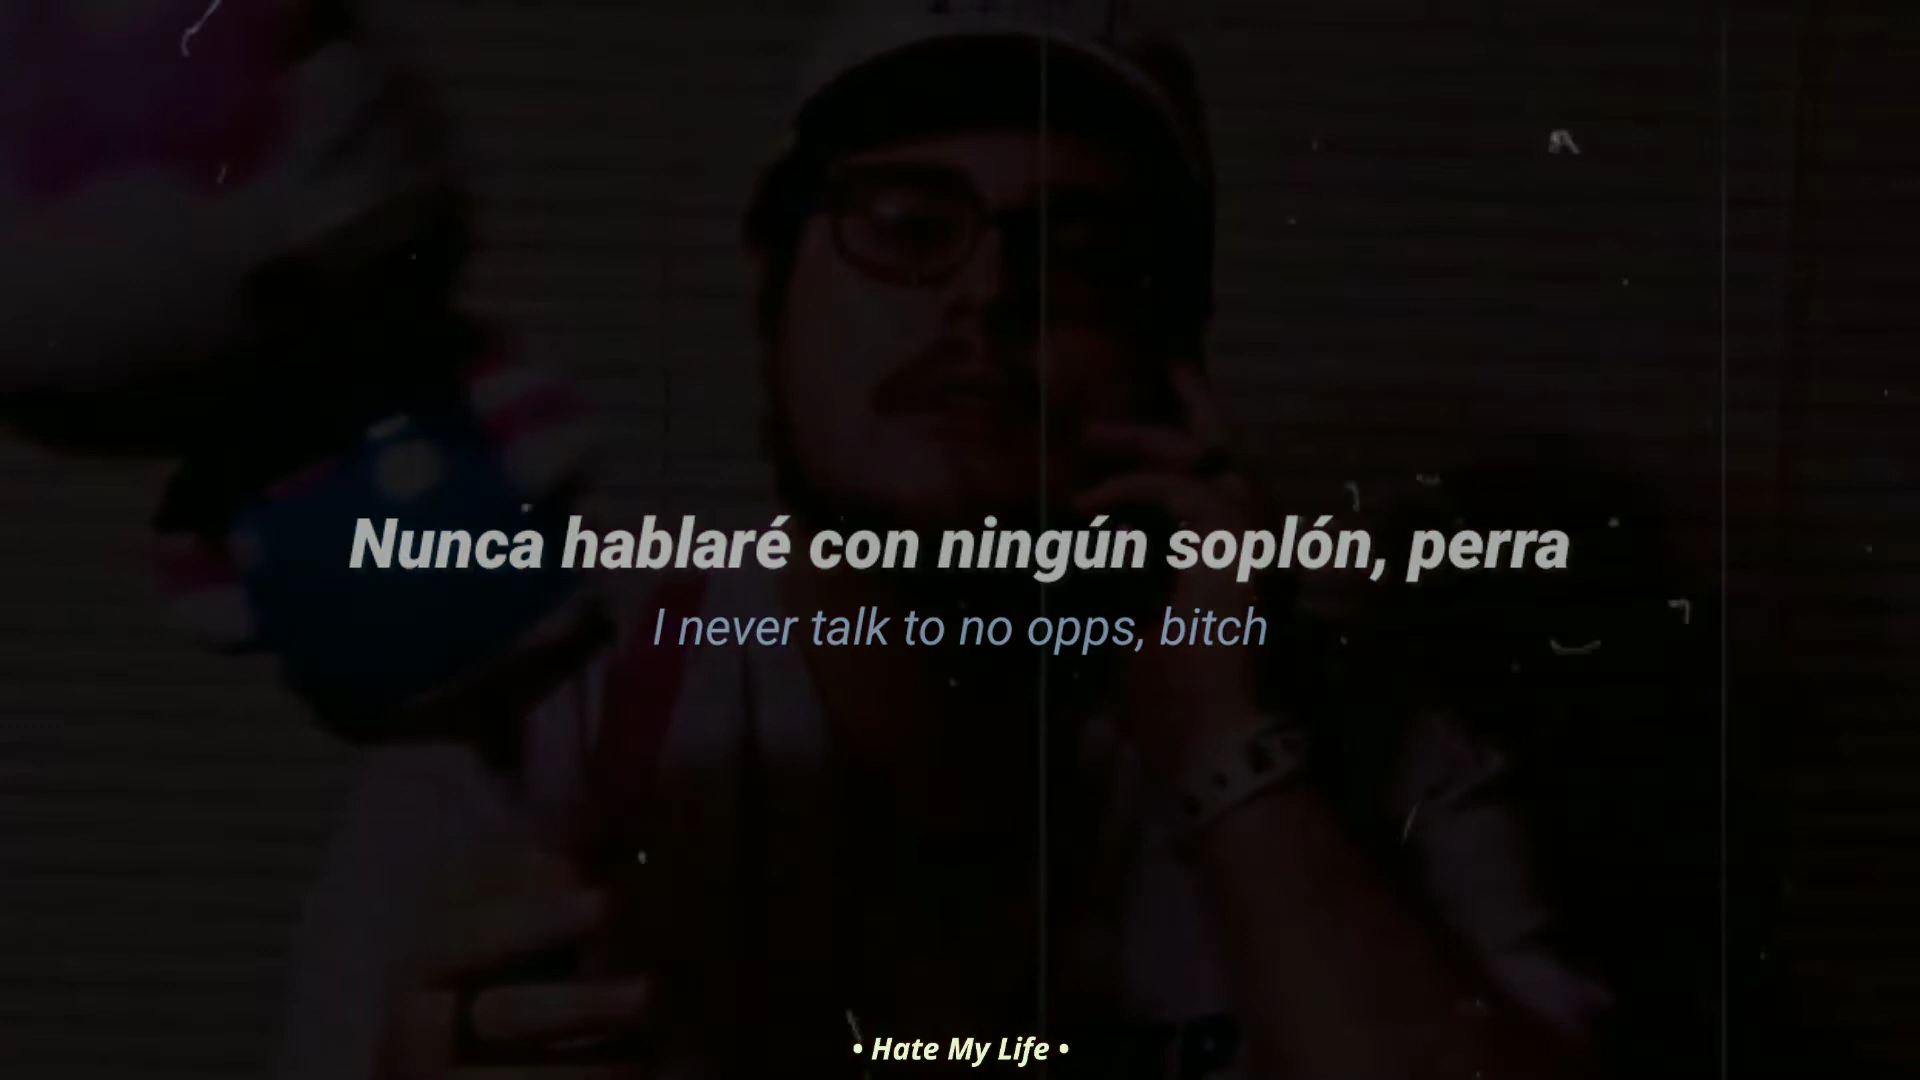 Nunca hablaré con ningún soplón, perra
I never talk to no opps, bitch
• Hate My Life •